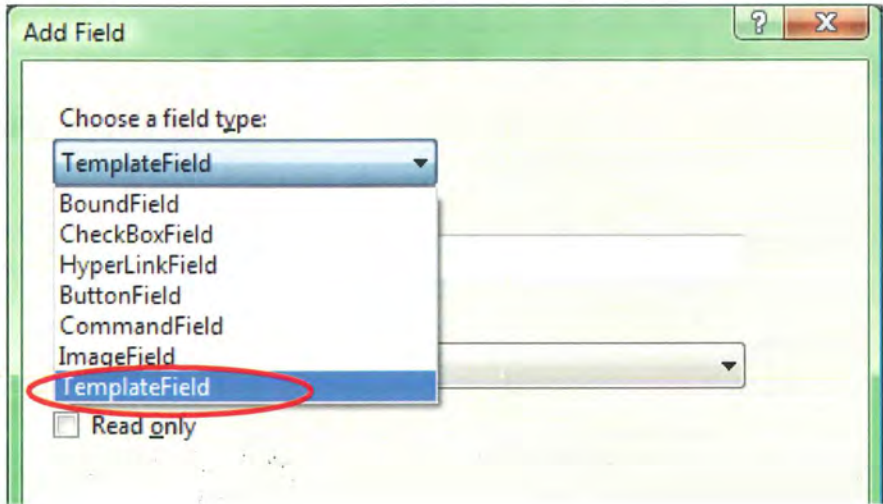 Add Field
Choose a field type:
TemplateField
BoundField
CheckBoxField
HyperLinkField
ButtonField
CommandField
ImageField
TemplateField
Read only